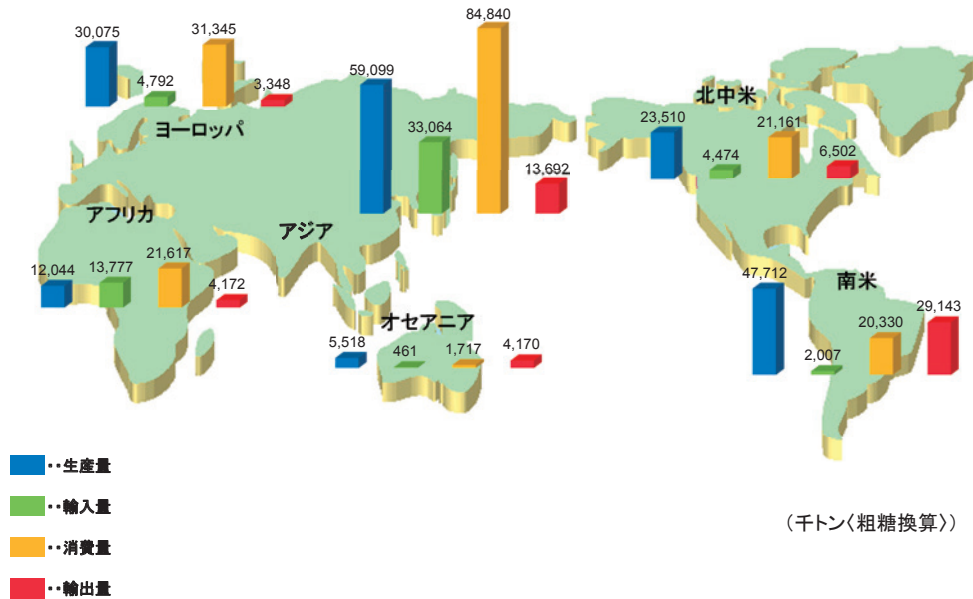 84,840
30,075
31,345
4,792
3,348
59,099
33,064
13,692
ヨーロッパ
北中米
23,510
21,161
4,474
6,502
アフリカ
アジア
12,044
13,777
21,617
4,172
オセアニア
5,518
461
1,717
4,170
47,712
南米
29,143
20,330
2,007
‥生産量
‥輸入量
‥消費量
‥輸出量
(千トン〈粗糖換算〉)